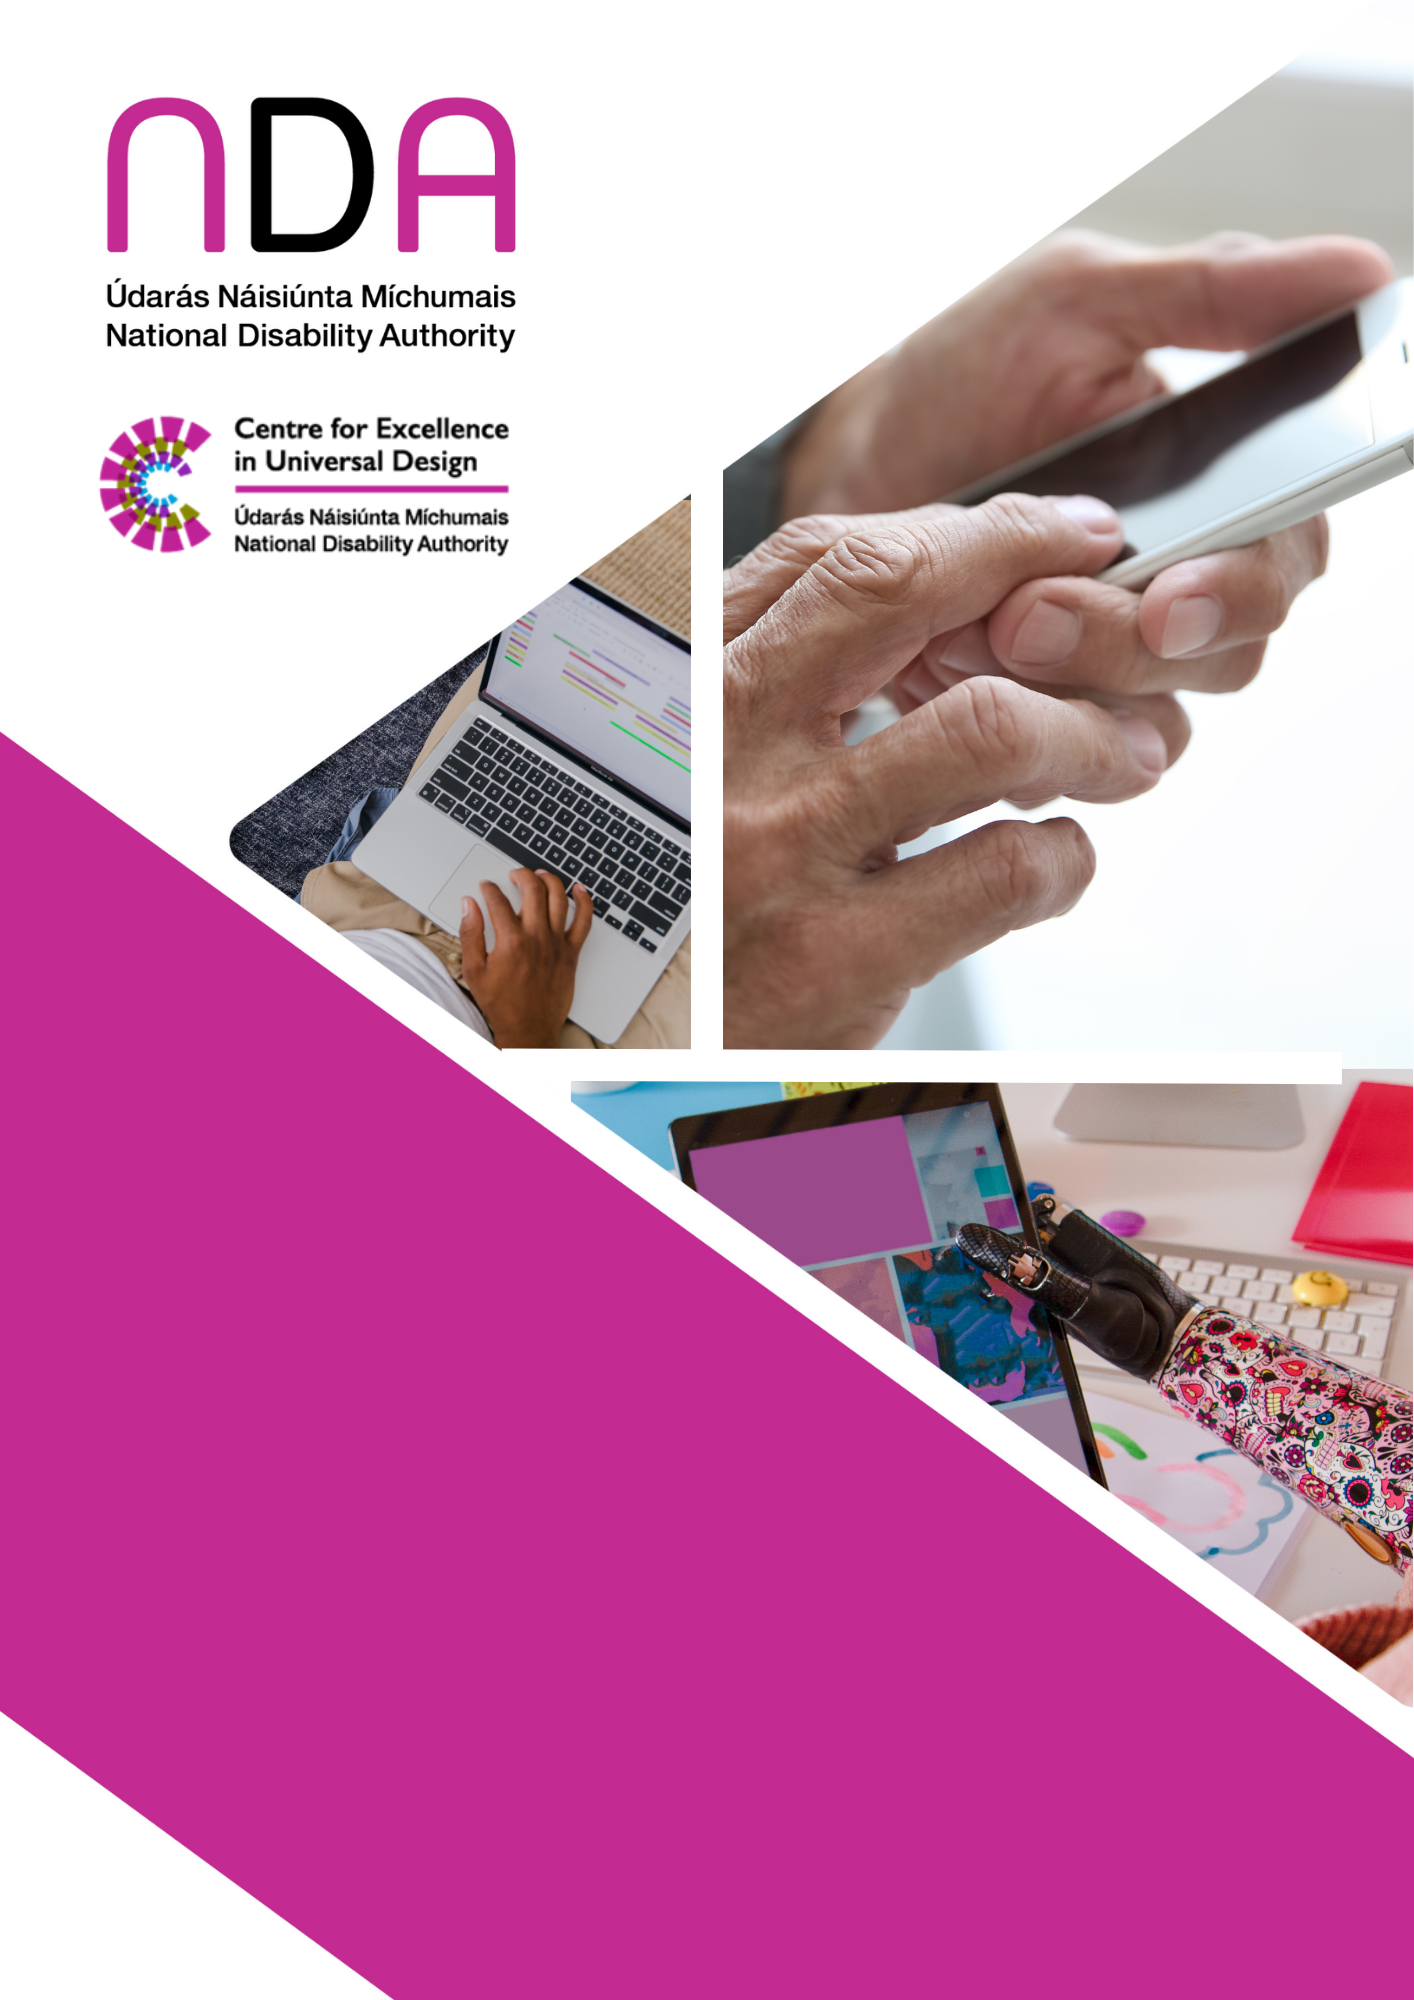 NDA
Údarás Náisiúnta Míchumais
National Disability Authority
Centre for Excellence
in Universal Design
Údarás Náisiúnta Míchumais
National Disability Authority